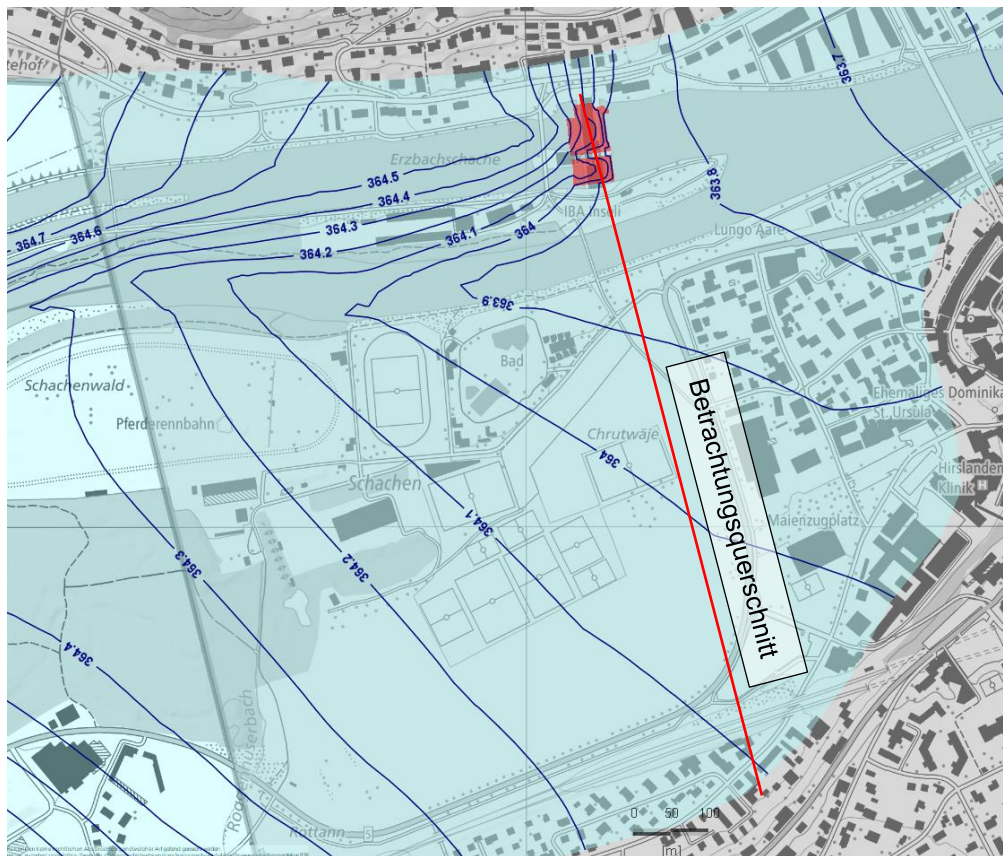 tehof
363.7
Erzbachschache
364.5
364.4
363.8
364.7
364.6
364.3
364.1
364
IBA Inseli
Lungo Aare
364.2
363.9
Bad
Schachenwald
Pferderennbahn
Ehemaliges Dominika
St. Ursula
Betrachtungsquerschnitt
Chrutwäje
364
Schachen
Hirslanden
Klinik H
364.1
Maienzugplatz
364.3
364.2
364.4
Rottann
5
0 50 100
[m]